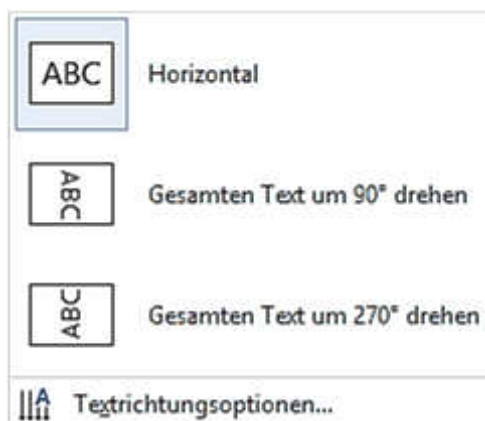 ABC Horizontal
ABC Gesamten Text um 90° drehen
ABC Gesamten Text um 270° drehen
A Textrichtungsoptionen...